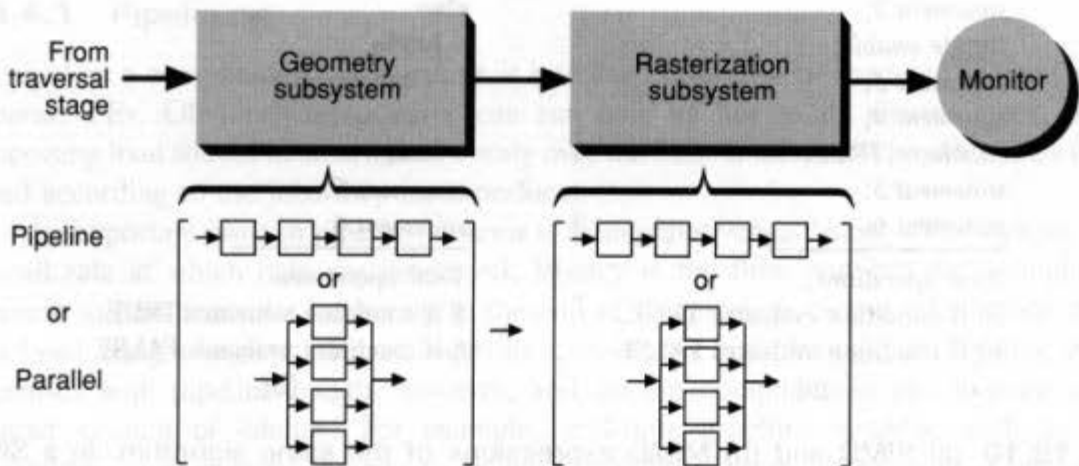 From
traversal
stage
Geometry
subsystem
Rasterization
subsystem
Monitor
Pipeline
or
Parallel
or
or